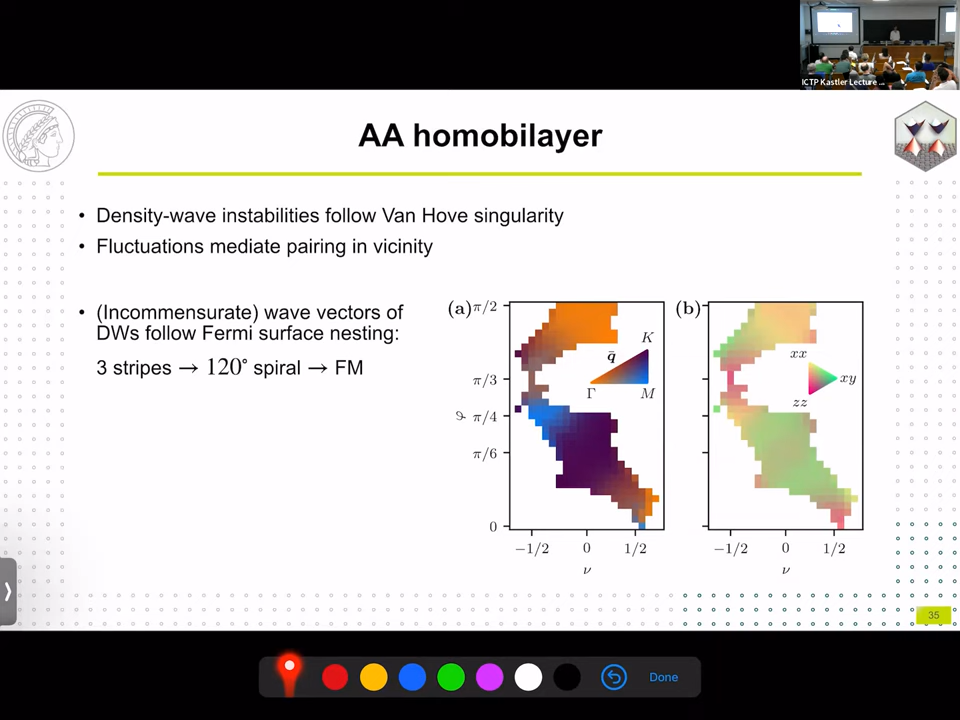 ICTP Kastler Lecture ...
AA homobilayer
• Density-wave instabilities follow Van Hove singularity
• Fluctuations mediate pairing in vicinity
• (Incommensurate) wave vectors of
DWs follow Fermi surface nesting:
3 stripes → 120° spiral → FM
(a)
π/2
π/3
π/4
π/6
0
ϑ
q̄
K
Γ
M
−1/2
0
1/2
ν
(b)
xx
xy
zz
−1/2
0
1/2
ν
35
Done